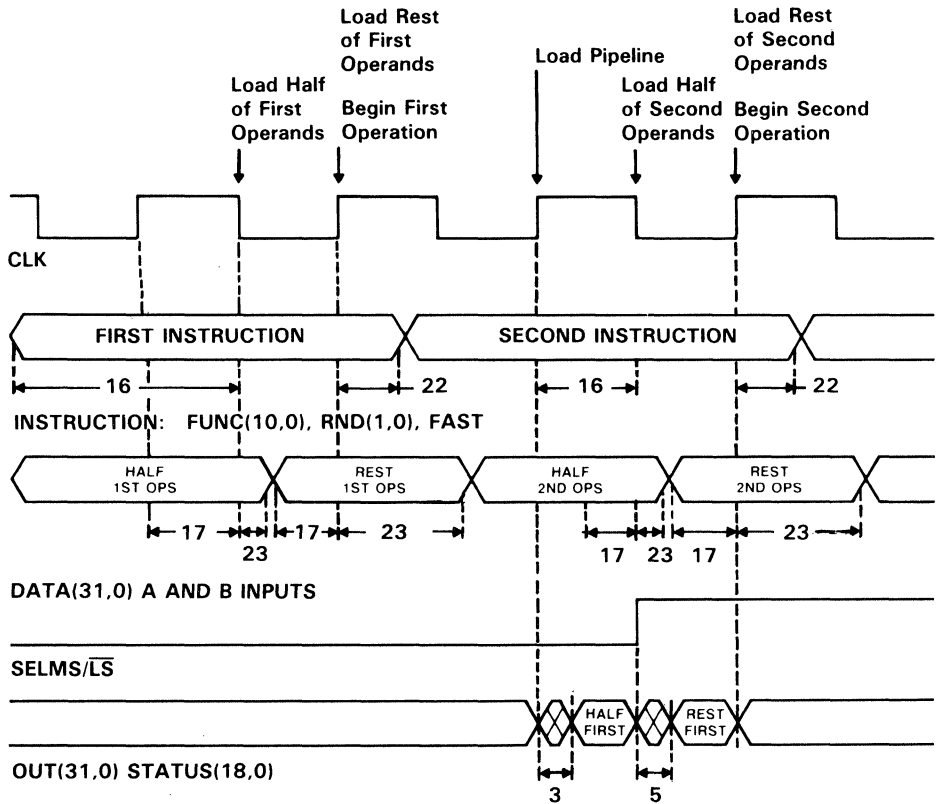 Load Rest
of First
Operands
Load Rest
of Second
Operands
Load Pipeline
Load Half
of First
Operands
Begin First
Operation
Load Half
of Second
Operands
Begin Second
Operation
CLK
FIRST INSTRUCTION
SECOND INSTRUCTION
16
22
16
22
INSTRUCTION: FUNC(10,0), RND(1,0), FAST
HALF
1ST OPS
REST
1ST OPS
HALF
2ND OPS
REST
2ND OPS
17
23
17
23
17
23
17
23
DATA(31,0) A AND B INPUTS
SELMS/L̅S̅
HALF
FIRST
REST
FIRST
OUT(31,0) STATUS(18,0)
3
5